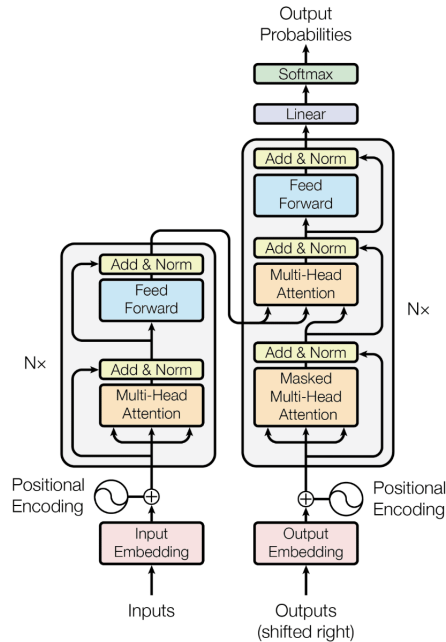 Output
Probabilities
Softmax
Linear
Add & Norm
Feed
Forward
Add & Norm
Multi-Head
Attention
Add & Norm
Masked
Multi-Head
Attention
N×
Positional
Encoding
Output
Embedding
Outputs
(shifted right)
Add & Norm
Feed
Forward
Add & Norm
Multi-Head
Attention
N×
Positional
Encoding
Input
Embedding
Inputs